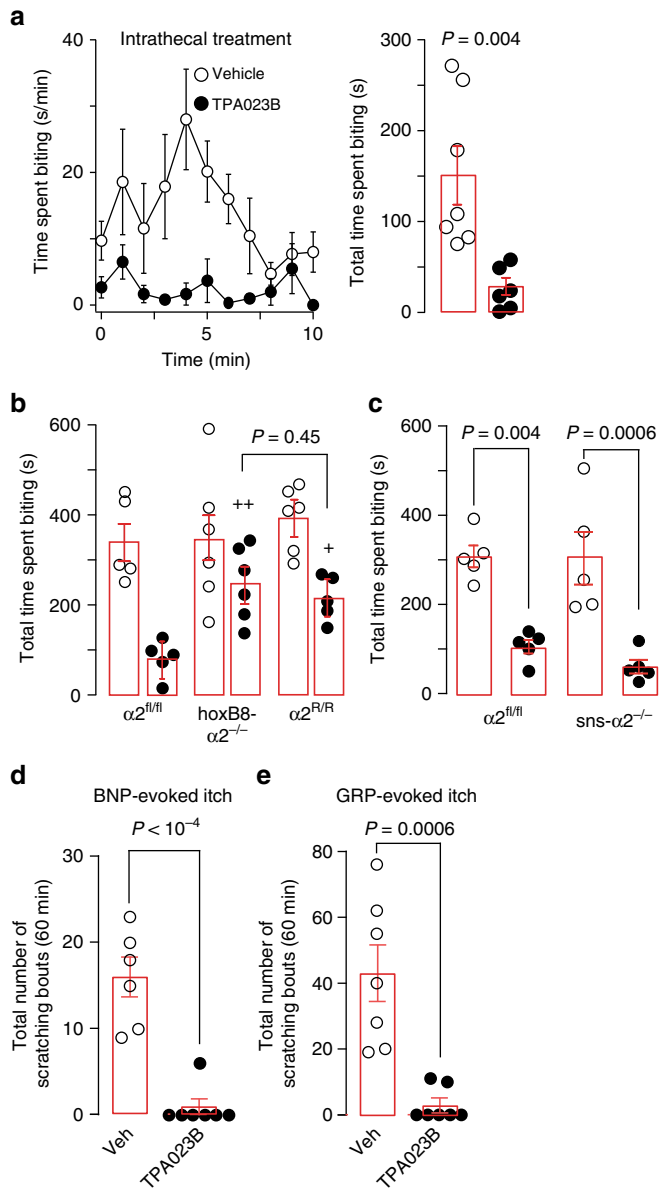 a
Intrathecal treatment
Vehicle
TPA023B
Time spent biting (s/min)
40
20
0
0
5
10
Time (min)
P = 0.004
Total time spent biting (s)
300
200
100
0
b
Total time spent biting (s)
600
400
200
0
P = 0.45
++
+
α2fl/fl
hoxB8-
α2−/−
α2R/R
c
Total time spent biting (s)
600
400
200
0
P = 0.004
P = 0.0006
α2fl/fl
sns-α2−/−
d
BNP-evoked itch
P < 10−4
Total number of
scratching bouts (60 min)
30
20
10
0
Veh
TPA023B
e
GRP-evoked itch
P = 0.0006
Total number of
scratching bouts (60 min)
80
60
40
20
0
Veh
TPA023B